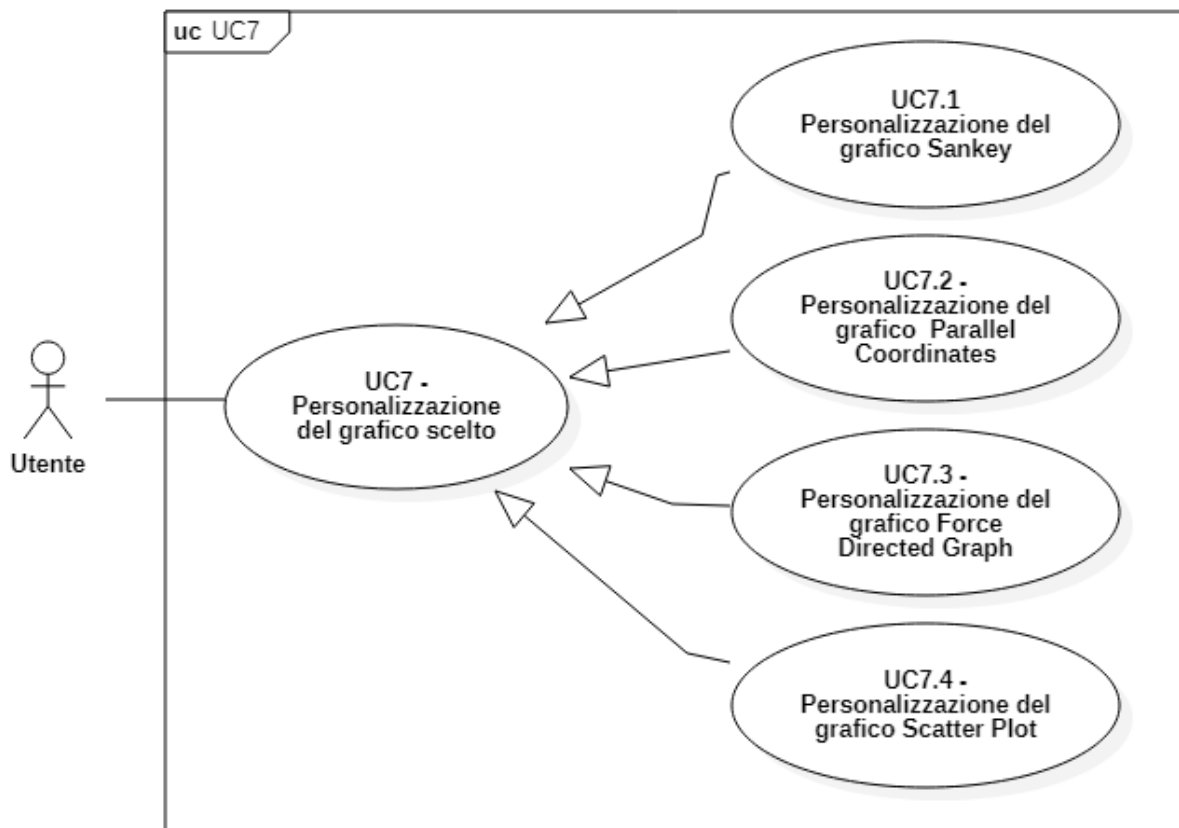 uc UC7
UC7.1
Personalizzazione del
grafico Sankey
UC7.2 -
Personalizzazione del
grafico  Parallel
Coordinates
UC7 -
Personalizzazione
del grafico scelto
Utente
UC7.3 -
Personalizzazione del
grafico Force
Directed Graph
UC7.4 -
Personalizzazione del
grafico Scatter Plot